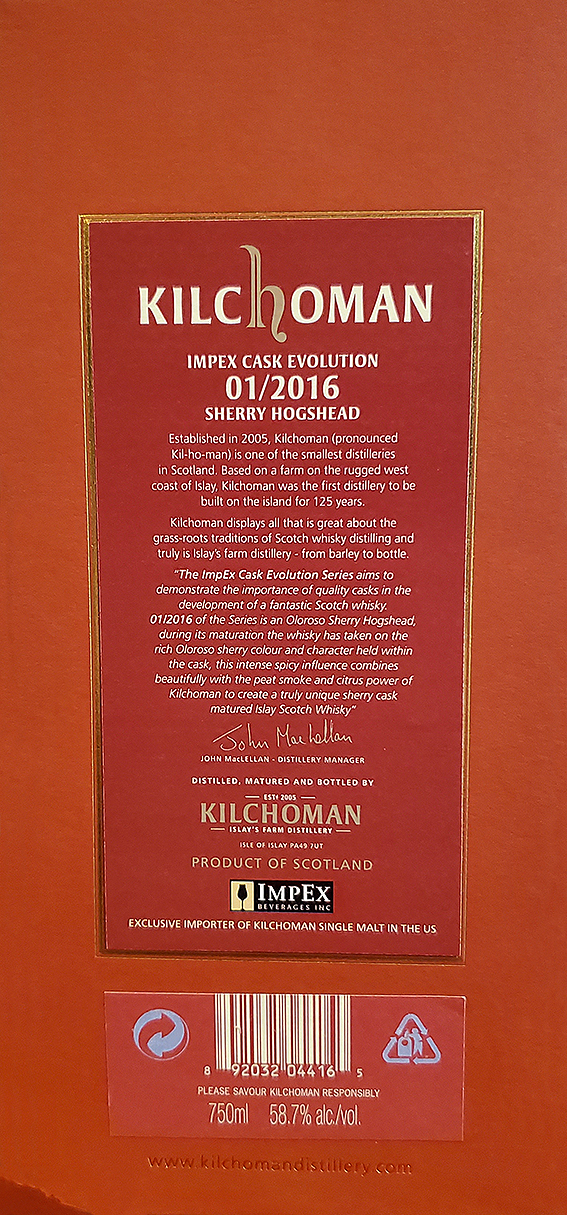 KILCHOMAN
IMPEX CASK EVOLUTION
01/2016
SHERRY HOGSHEAD
Established in 2005, Kilchoman (pronounced
Kil-ho-man) is one of the smallest distilleries
in Scotland. Based on a farm on the rugged west
coast of Islay, Kilchoman was the first distillery to be
built on the island for 125 years.
Kilchoman displays all that is great about the
grass-roots traditions of Scotch whisky distilling and
truly is Islay's farm distillery - from barley to bottle.
"The ImpEx Cask Evolution Series aims to
demonstrate the importance of quality casks in the
development of a fantastic Scotch whisky.
01/2016 of the Series is an Oloroso Sherry Hogshead,
during its maturation the whisky has taken on the
rich Oloroso sherry colour and character held within
the cask, this intense spicy influence combines
beautifully with the peat smoke and citrus power of
Kilchoman to create a truly unique sherry cask
matured Islay Scotch Whisky"
John MacLellan
JOHN MacLELLAN - DISTILLERY MANAGER
DISTILLED, MATURED AND BOTTLED BY
ESTd 2005
KILCHOMAN
ISLAY'S FARM DISTILLERY
ISLE OF ISLAY PA49 7UT
PRODUCT OF SCOTLAND
IMPEX
BEVERAGES INC
EXCLUSIVE IMPORTER OF KILCHOMAN SINGLE MALT IN THE US
8 92032 04416 5
PLEASE SAVOUR KILCHOMAN RESPONSIBLY
750ml 58.7% alc./vol.
www.kilchomandistillery.com